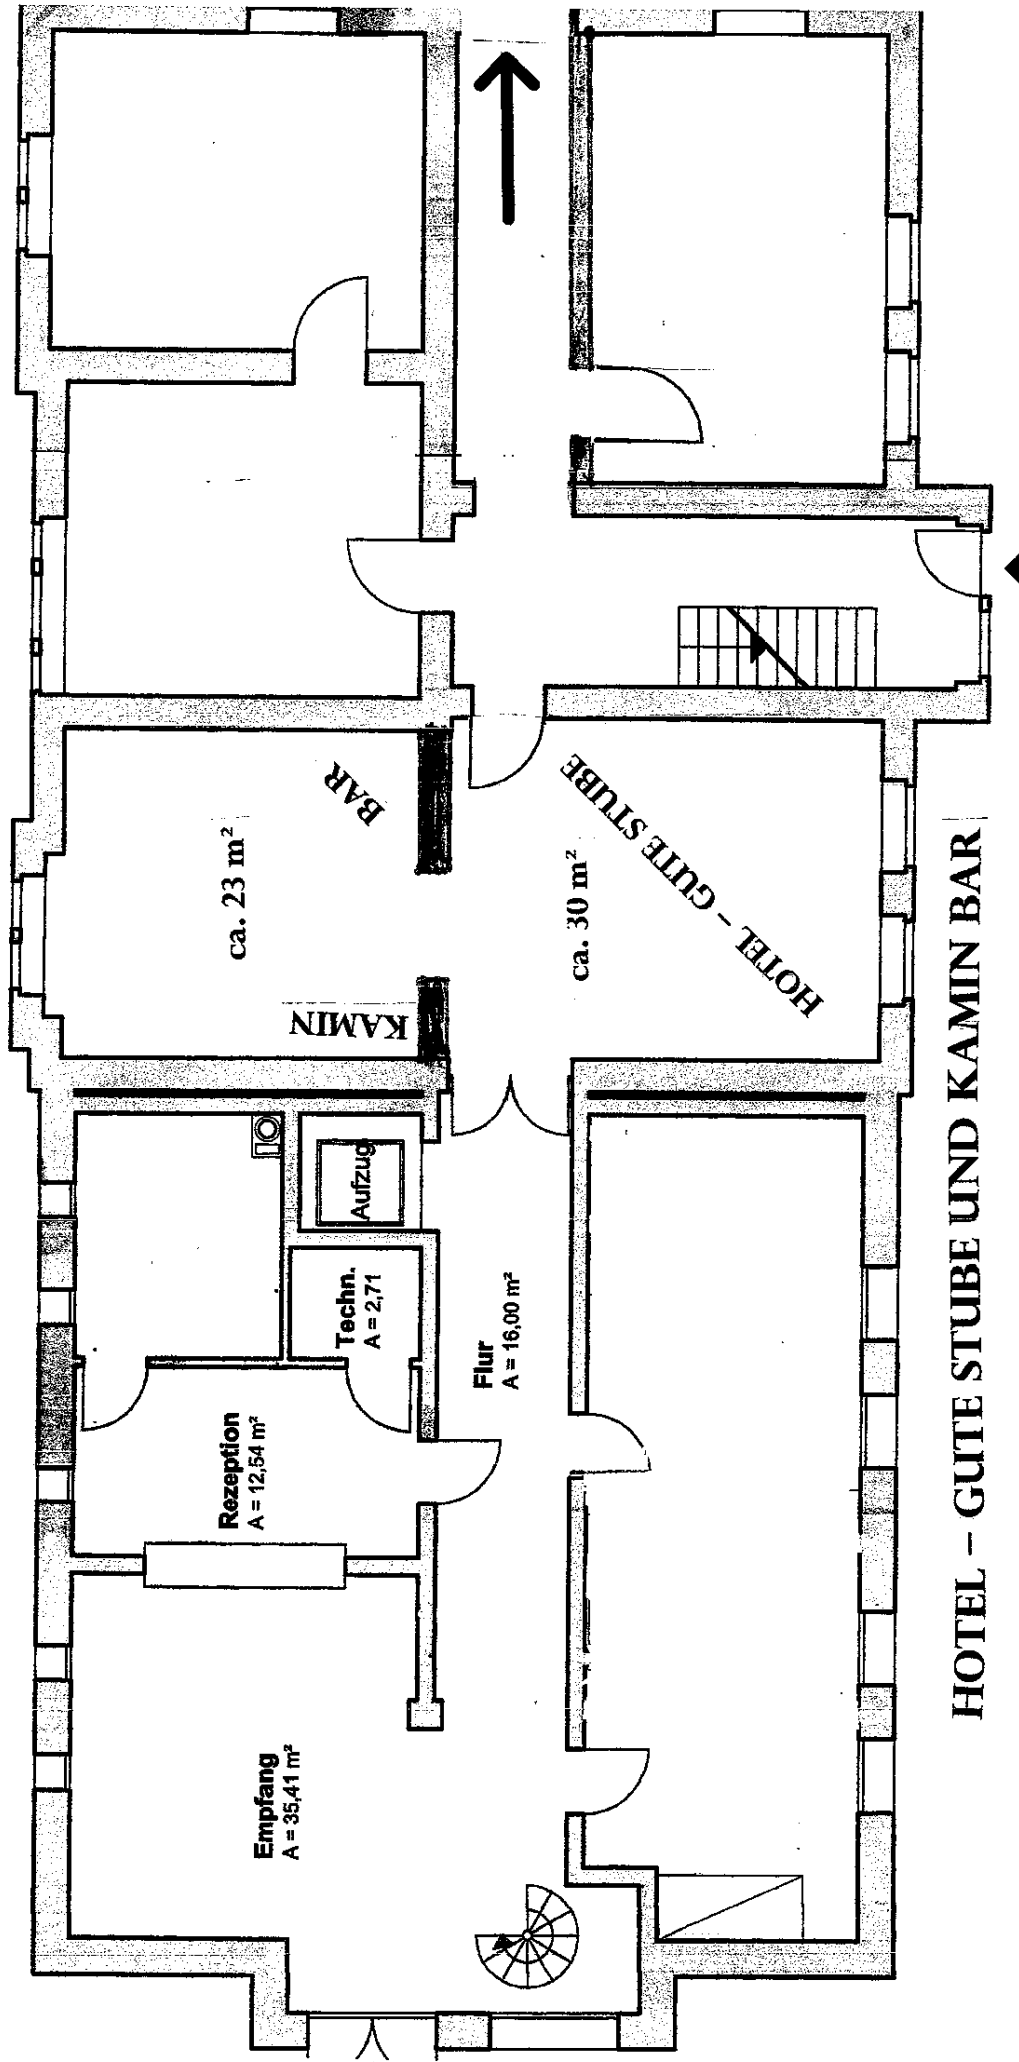 BAR
ca. 23 m²
KAMIN
HOTEL – GUITE STUBE
ca. 30 m²
Aufzug
Techn.
A = 2,71
Flur
A = 16,00 m²
Rezeption
A = 12,54 m²
Empfang
A = 35,41 m²
HOTEL – GUTE STUBE UND KAMIN BAR